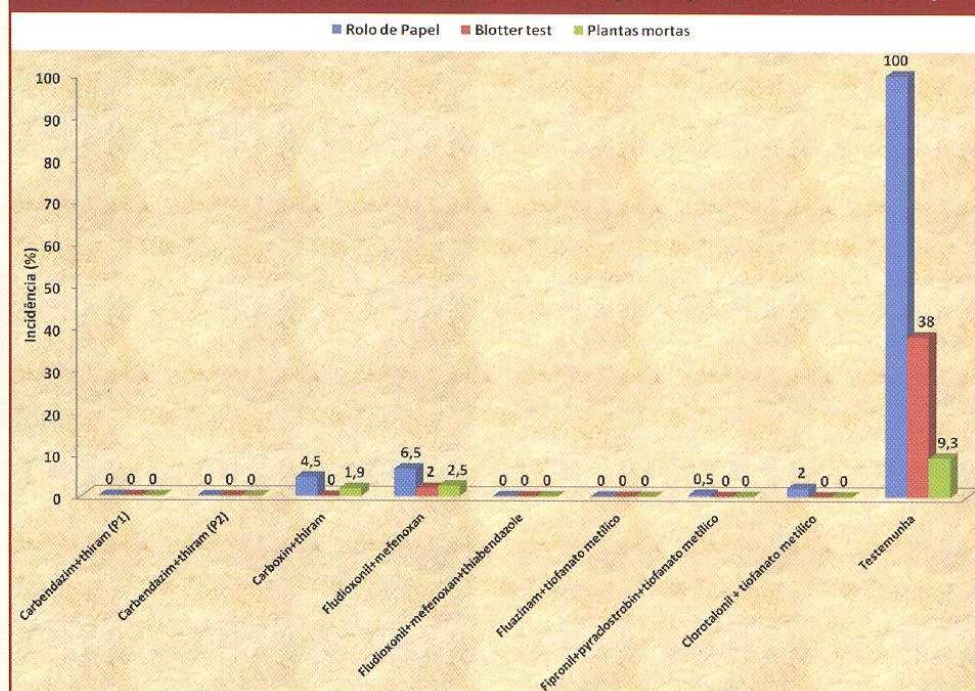 Rolo de Papel Blotter test Plantas mortas
Incidência (%)
100
90
80
70
60
50
40
30
20
10
0
0 0 0
0 0 0
4,5 0 1,9
6,5 2 2,5
0 0 0
0 0 0
0,5 0 0
2 0 0
100 38 9,3
Carbendazin+thiram (P1)
Carbendazim+thiram (P2)
Carboxin+thiram
Fludioxonil+mefenoxan
Fludioxonil+mefenoxan+thiabendazole
Fluazinam+tiofanato metílico
Fipronil+pyraclostrobin+tiofanato metílico
Clorotalonil + tiofanato metílico
Testemunha